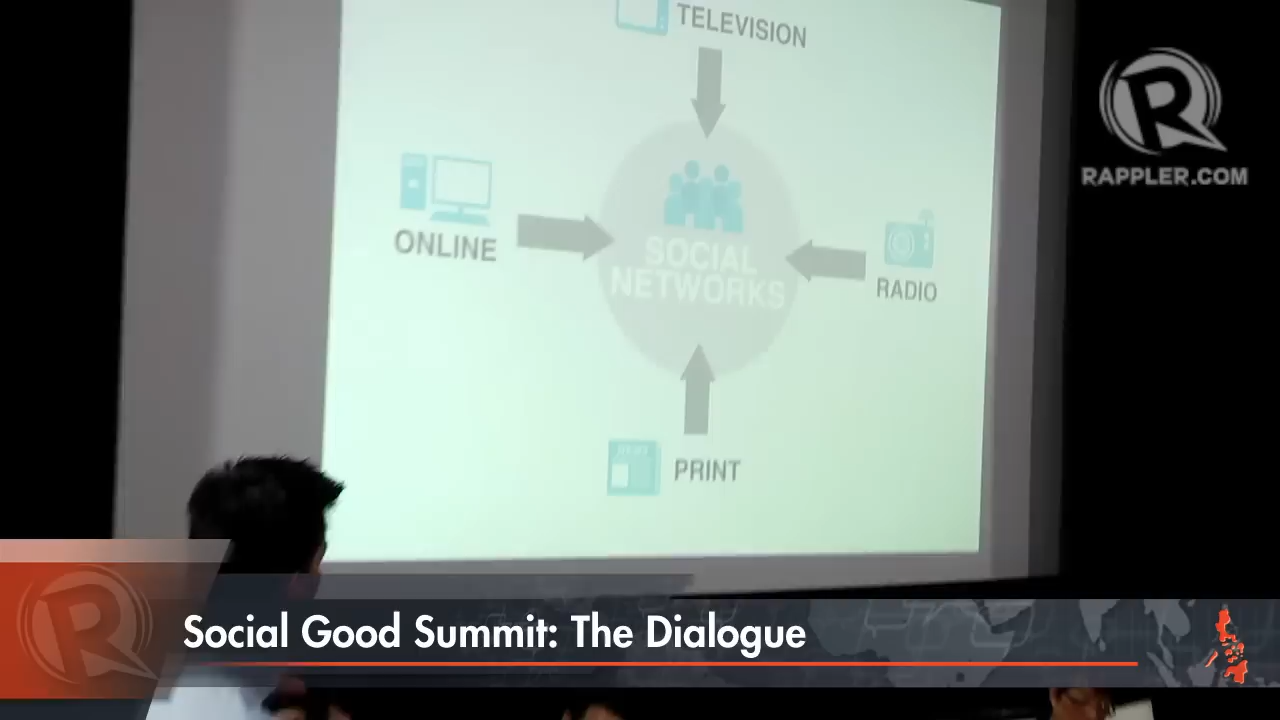 TELEVISION
RAPPLER.COM
ONLINE
SOCIAL
NETWORKS
RADIO
PRINT
Social Good Summit: The Dialogue